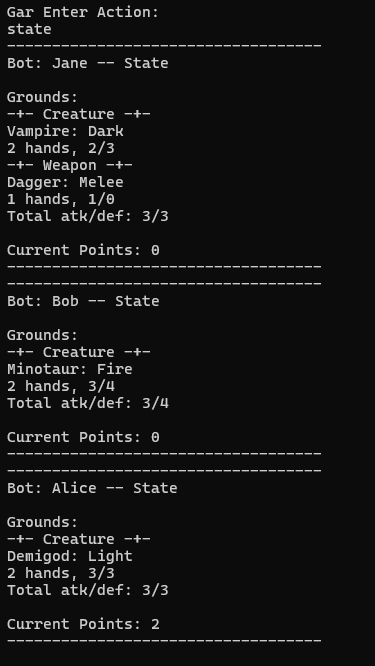 Gar Enter Action:
state
-----------------------------------
Bot: Jane -- State
Grounds:
-+- Creature -+-
Vampire: Dark
2 hands, 2/3
-+- Weapon -+-
Dagger: Melee
1 hands, 1/0
Total atk/def: 3/3
Current Points: 0
-----------------------------------
-----------------------------------
Bot: Bob -- State
Grounds:
-+- Creature -+-
Minotaur: Fire
2 hands, 3/4
Total atk/def: 3/4
Current Points: 0
-----------------------------------
-----------------------------------
Bot: Alice -- State
Grounds:
-+- Creature -+-
Demigod: Light
2 hands, 3/3
Total atk/def: 3/3
Current Points: 2
-----------------------------------